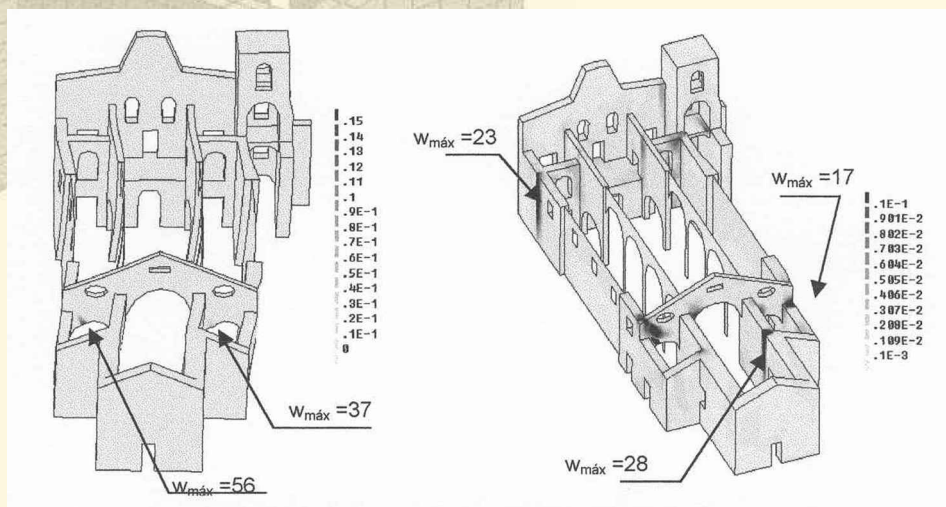 .15
.14
.13
.12
.11
.1
.9E-1
.8E-1
.7E-1
.6E-1
.5E-1
.4E-1
.3E-1
.2E-1
.1E-1
0
wmáx =37
wmáx =56
wmáx =23
wmáx =17
.1E-1
.901E-2
.802E-2
.703E-2
.604E-2
.505E-2
.406E-2
.307E-2
.208E-2
.109E-2
.1E-3
wmáx =28